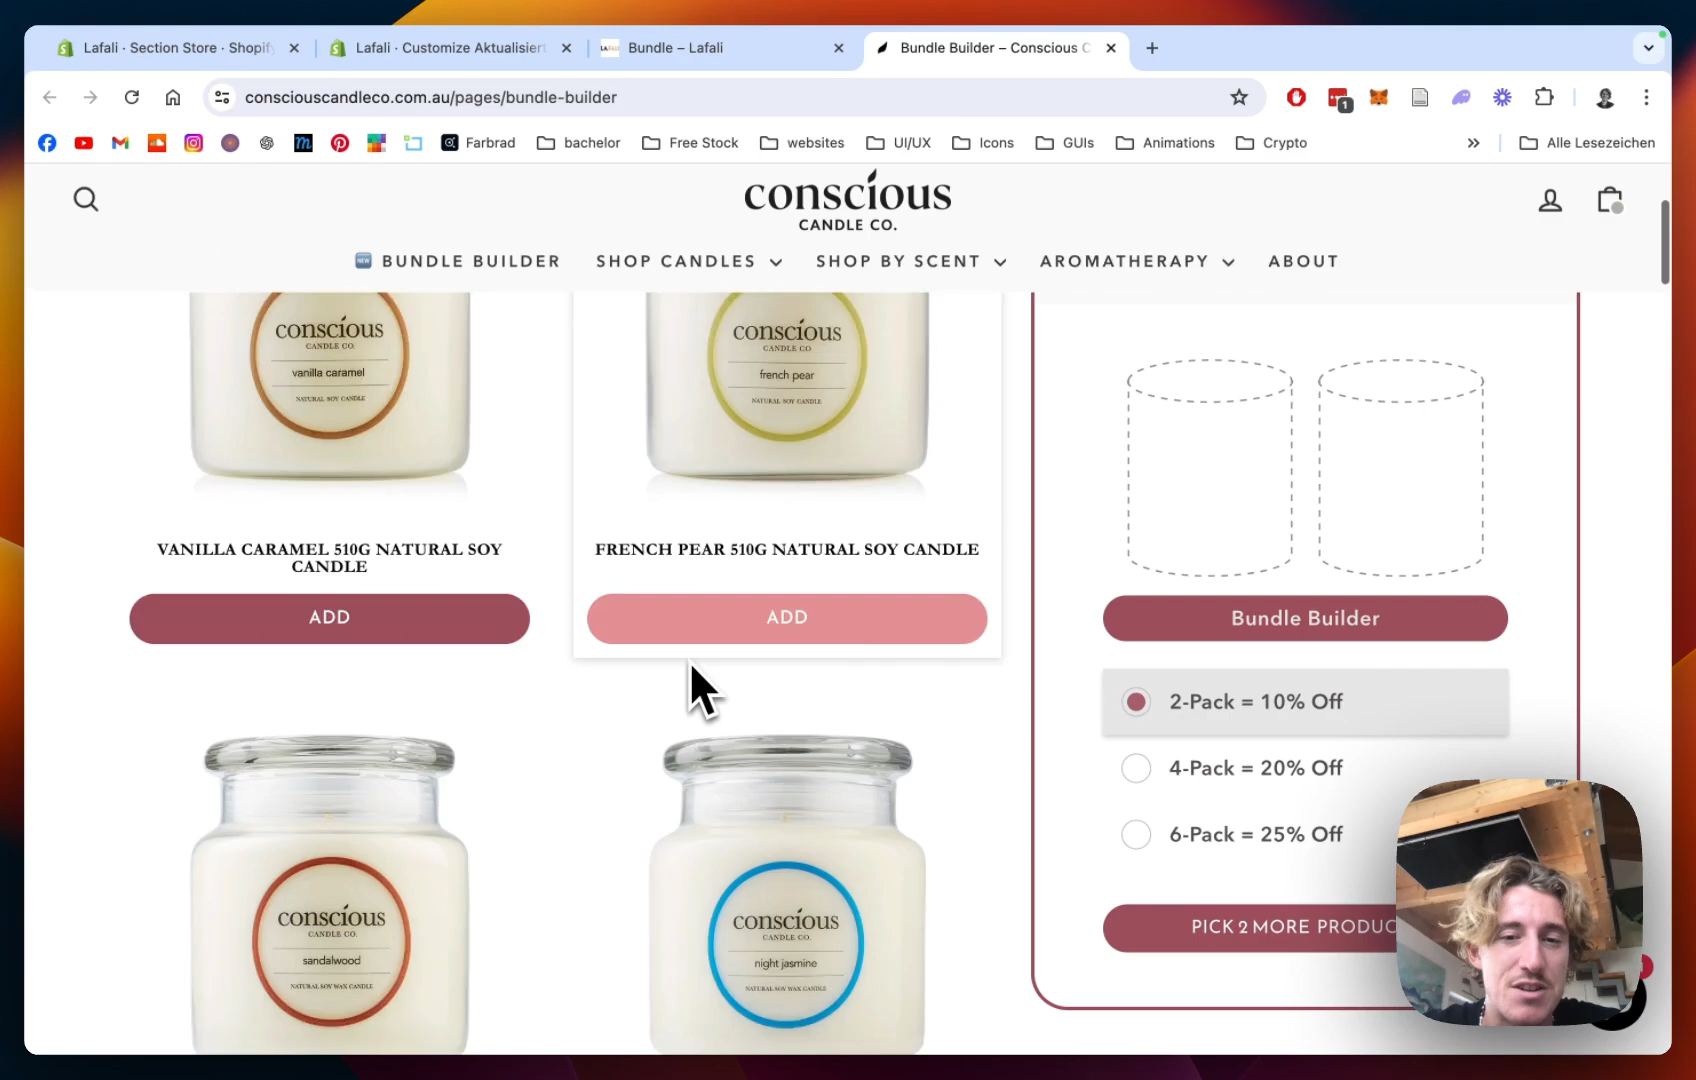 Lafali · Section Store · Shopify
Lafali · Customize Aktualisiert
Bundle – Lafali
Bundle Builder – Conscious C
consciouscandleco.com.au/pages/bundle-builder
1
Farbrad
bachelor
Free Stock
websites
UI/UX
Icons
GUIs
Animations
Crypto
Alle Lesezeichen
conscious
CANDLE CO.
NEW
BUNDLE BUILDER
SHOP CANDLES
SHOP BY SCENT
AROMATHERAPY
ABOUT
conscious
CANDLE CO.
vanilla caramel
NATURAL SOY CANDLE
conscious
CANDLE CO.
french pear
NATURAL SOY CANDLE
VANILLA CARAMEL 510G NATURAL SOY
CANDLE
FRENCH PEAR 510G NATURAL SOY CANDLE
ADD
ADD
Bundle Builder
2-Pack = 10% Off
4-Pack = 20% Off
6-Pack = 25% Off
PICK 2 MORE PRODUC
conscious
CANDLE CO.
sandalwood
NATURAL SOY WAX CANDLE
conscious
CANDLE CO.
night jasmine
NATURAL SOY WAX CANDLE